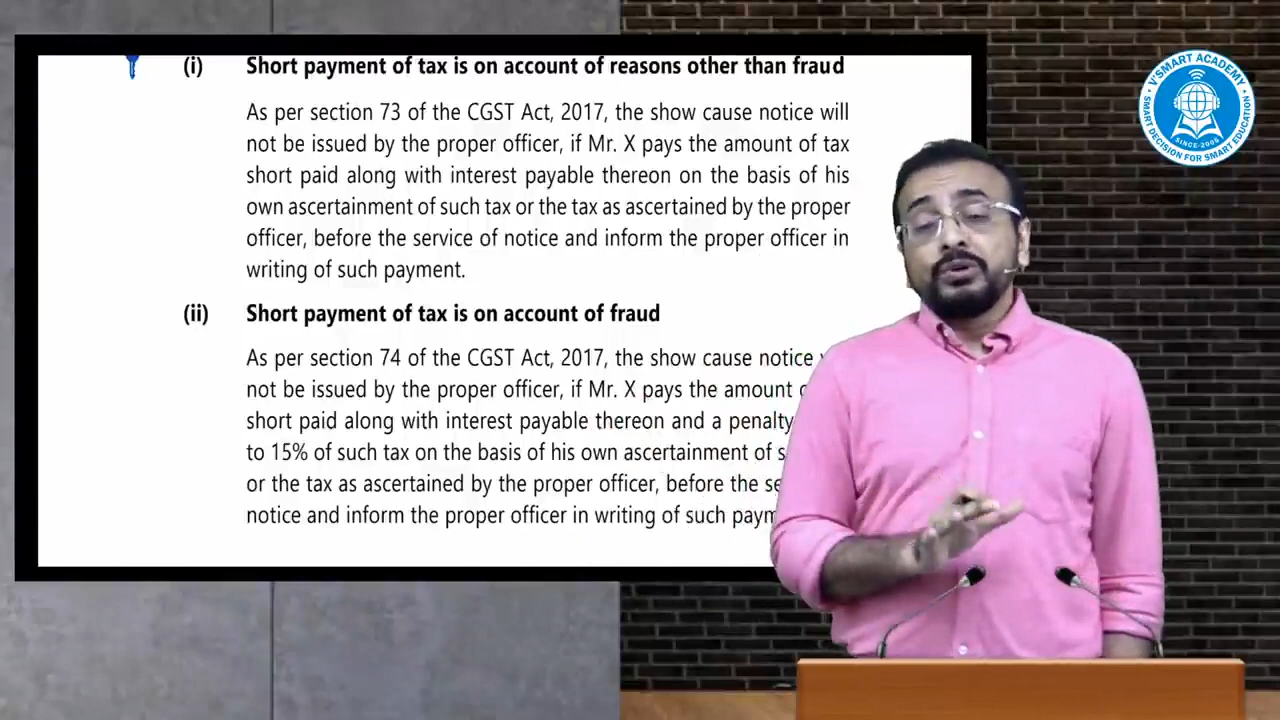 (i) Short payment of tax is on account of reasons other than fraud
As per section 73 of the CGST Act, 2017, the show cause notice will
not be issued by the proper officer, if Mr. X pays the amount of tax
short paid along with interest payable thereon on the basis of his
own ascertainment of such tax or the tax as ascertained by the proper
officer, before the service of notice and inform the proper officer in
writing of such payment.
(ii) Short payment of tax is on account of fraud
As per section 74 of the CGST Act, 2017, the show cause notice
not be issued by the proper officer, if Mr. X pays the amount
short paid along with interest payable thereon and a penalty
to 15% of such tax on the basis of his own ascertainment of
or the tax as ascertained by the proper officer, before the
notice and inform the proper officer in writing of such
V'SMART ACADEMY
SINCE-2005
SMART DECISION FOR SMART EDUCATION